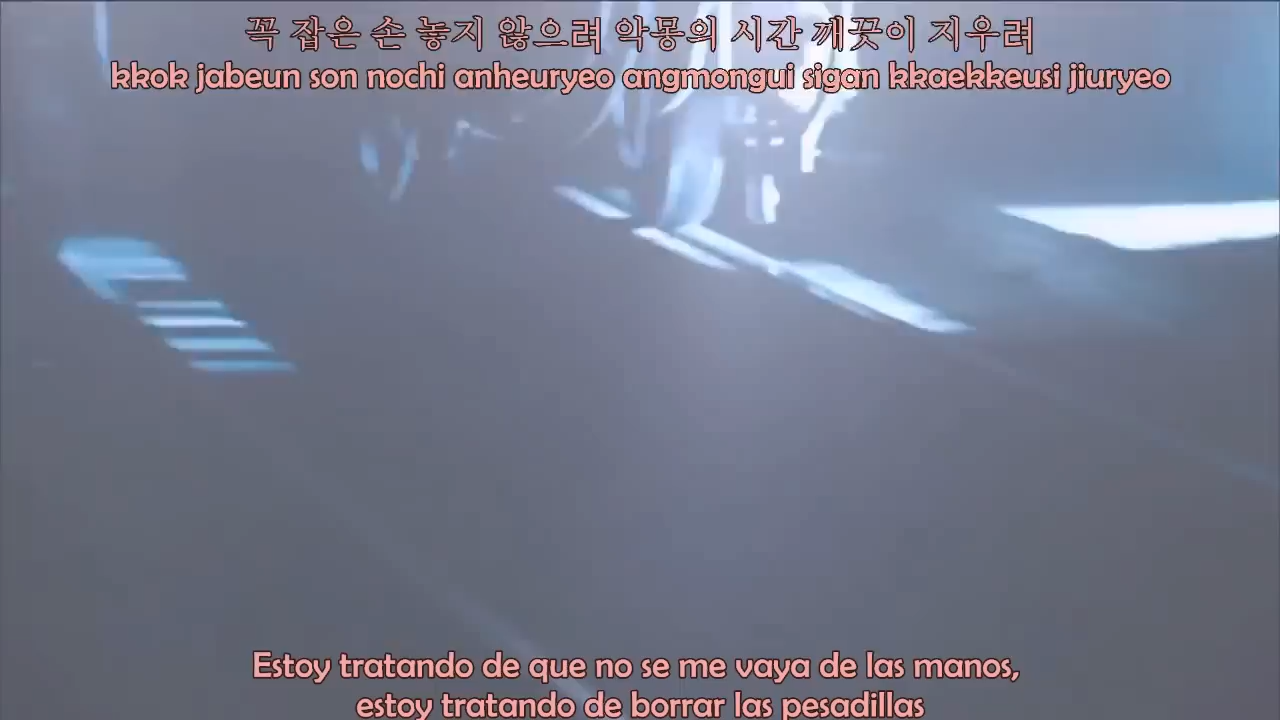 꼭 잡은 손 놓지 않으려 악몽의 시간 깨끗이 지우려
kkok jabeun son nochi anheuryeo angmongui sigan kkaekkeusi jiuryeo
Estoy tratando de que no se me vaya de las manos,
estoy tratando de borrar las pesadillas